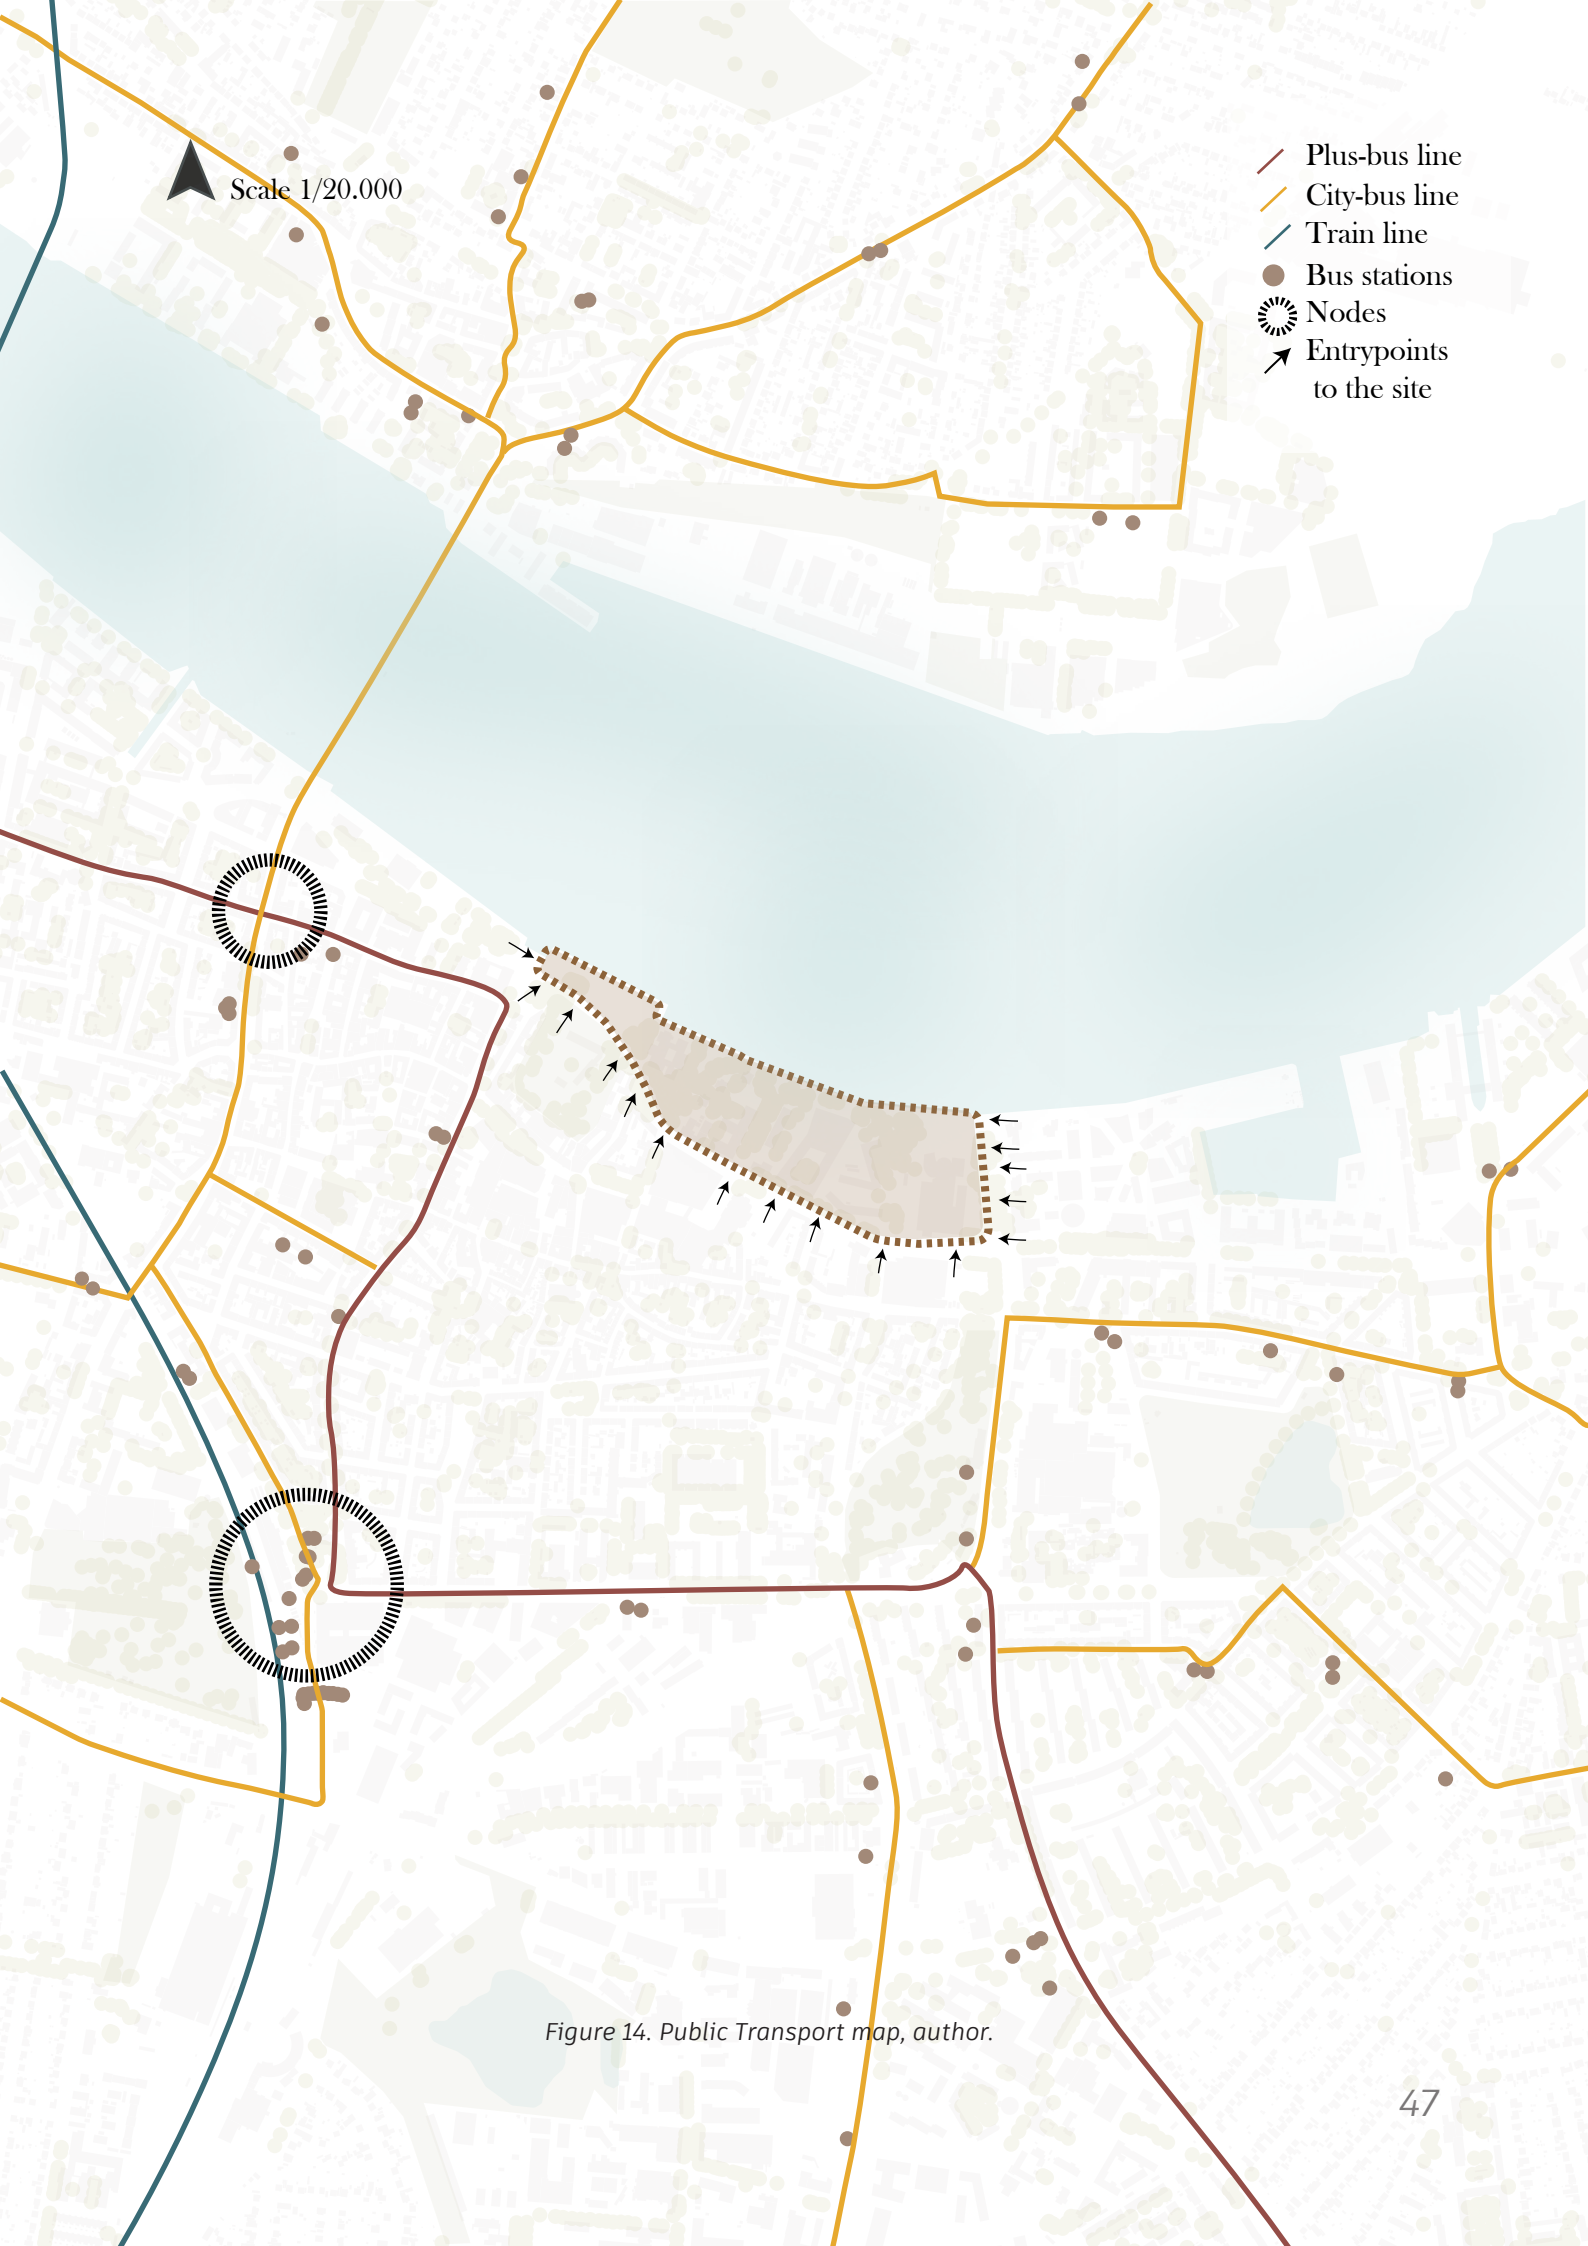 Scale 1/20.000
Plus-bus line
City-bus line
Train line
Bus stations
Nodes
Entrypoints
to the site
Figure 14. Public Transport map, author.
47